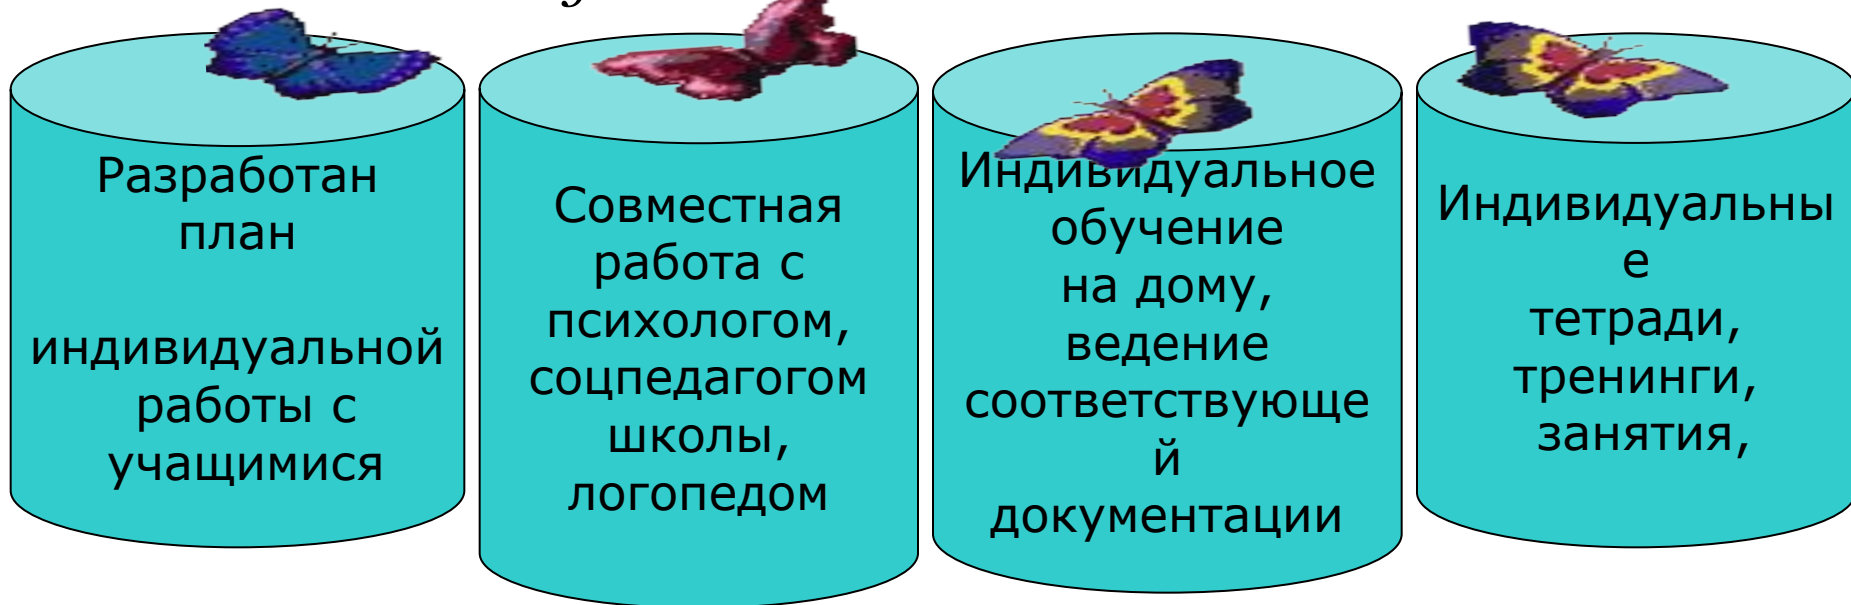 Разработан
план
индивидуальной
работы с
учащимися
Совместная
работа с
психологом,
соцпедагогом
школы,
логопедом
Индивидуальное
обучение
на дому,
ведение
соответствующе
й
документации
Индивидуальны
е
тетради,
тренинги,
занятия,